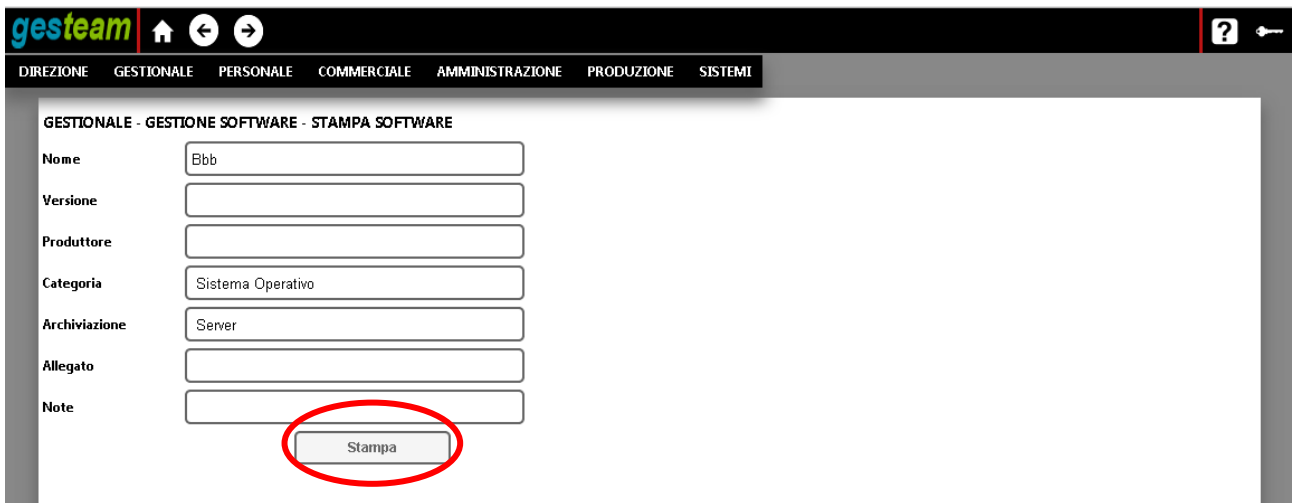 gesteam
?
DIREZIONE GESTIONALE PERSONALE COMMERCIALE AMMINISTRAZIONE PRODUZIONE SISTEMI
GESTIONALE - GESTIONE SOFTWARE - STAMPA SOFTWARE
Nome Bbb
Versione
Produttore
Categoria Sistema Operativo
Archiviazione Server
Allegato
Note
Stampa